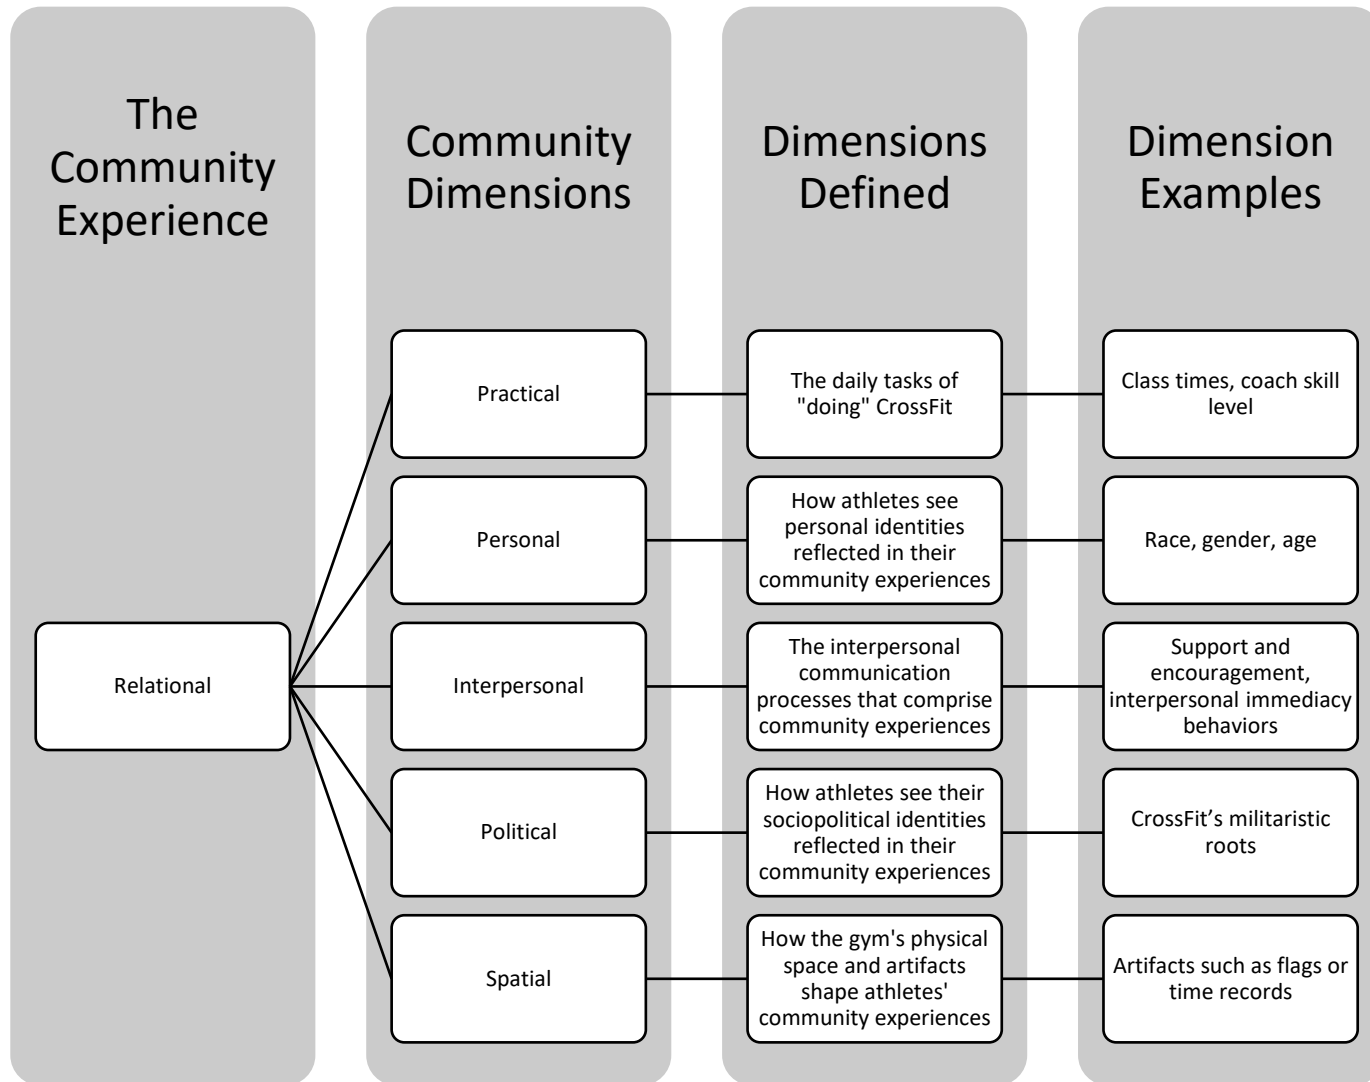 The
Community
Experience
Community
Dimensions
Dimensions
Defined
Dimension
Examples
Relational
Practical
The daily tasks of
"doing" CrossFit
Class times, coach skill
level
Personal
How athletes see
personal identities
reflected in their
community experiences
Race, gender, age
Interpersonal
The interpersonal
communication
processes that comprise
community experiences
Support and
encouragement,
interpersonal immediacy
behaviors
Political
How athletes see their
sociopolitical identities
reflected in their
community experiences
CrossFit’s militaristic
roots
Spatial
How the gym's physical
space and artifacts
shape athletes'
community experiences
Artifacts such as flags or
time records